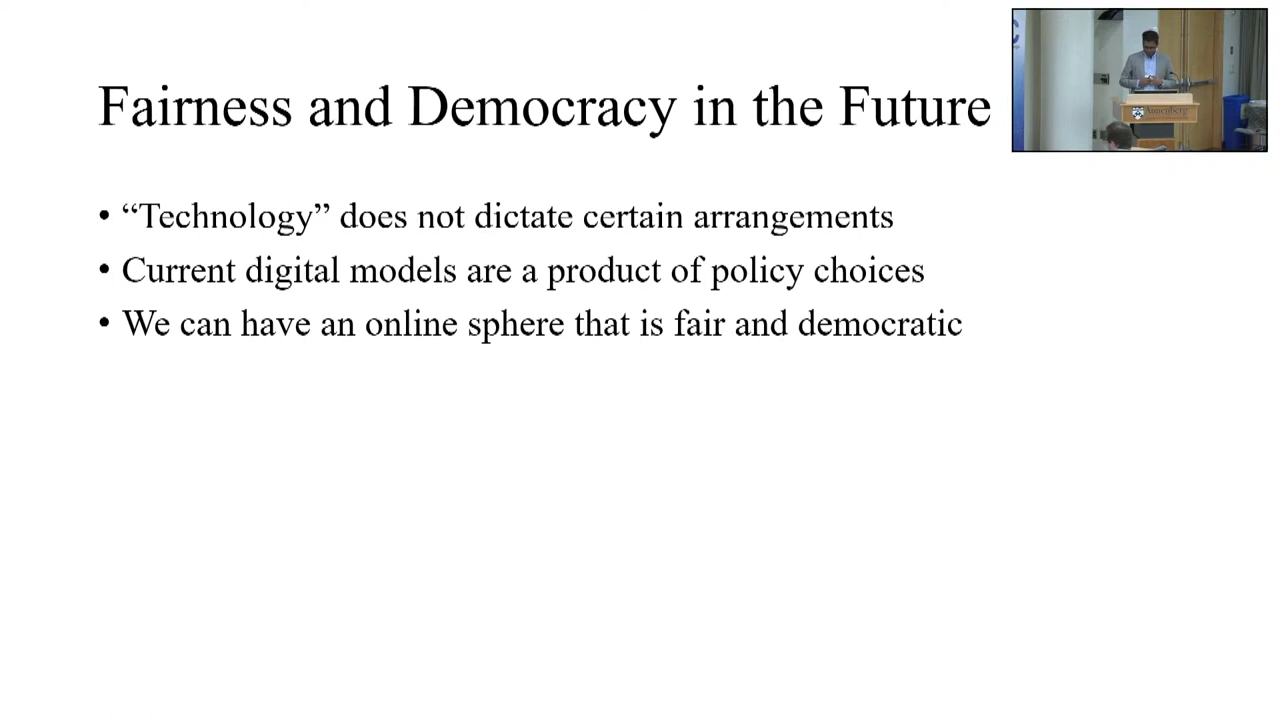 Fairness and Democracy in the Future
• “Technology” does not dictate certain arrangements
• Current digital models are a product of policy choices
• We can have an online sphere that is fair and democratic
C
Annenberg